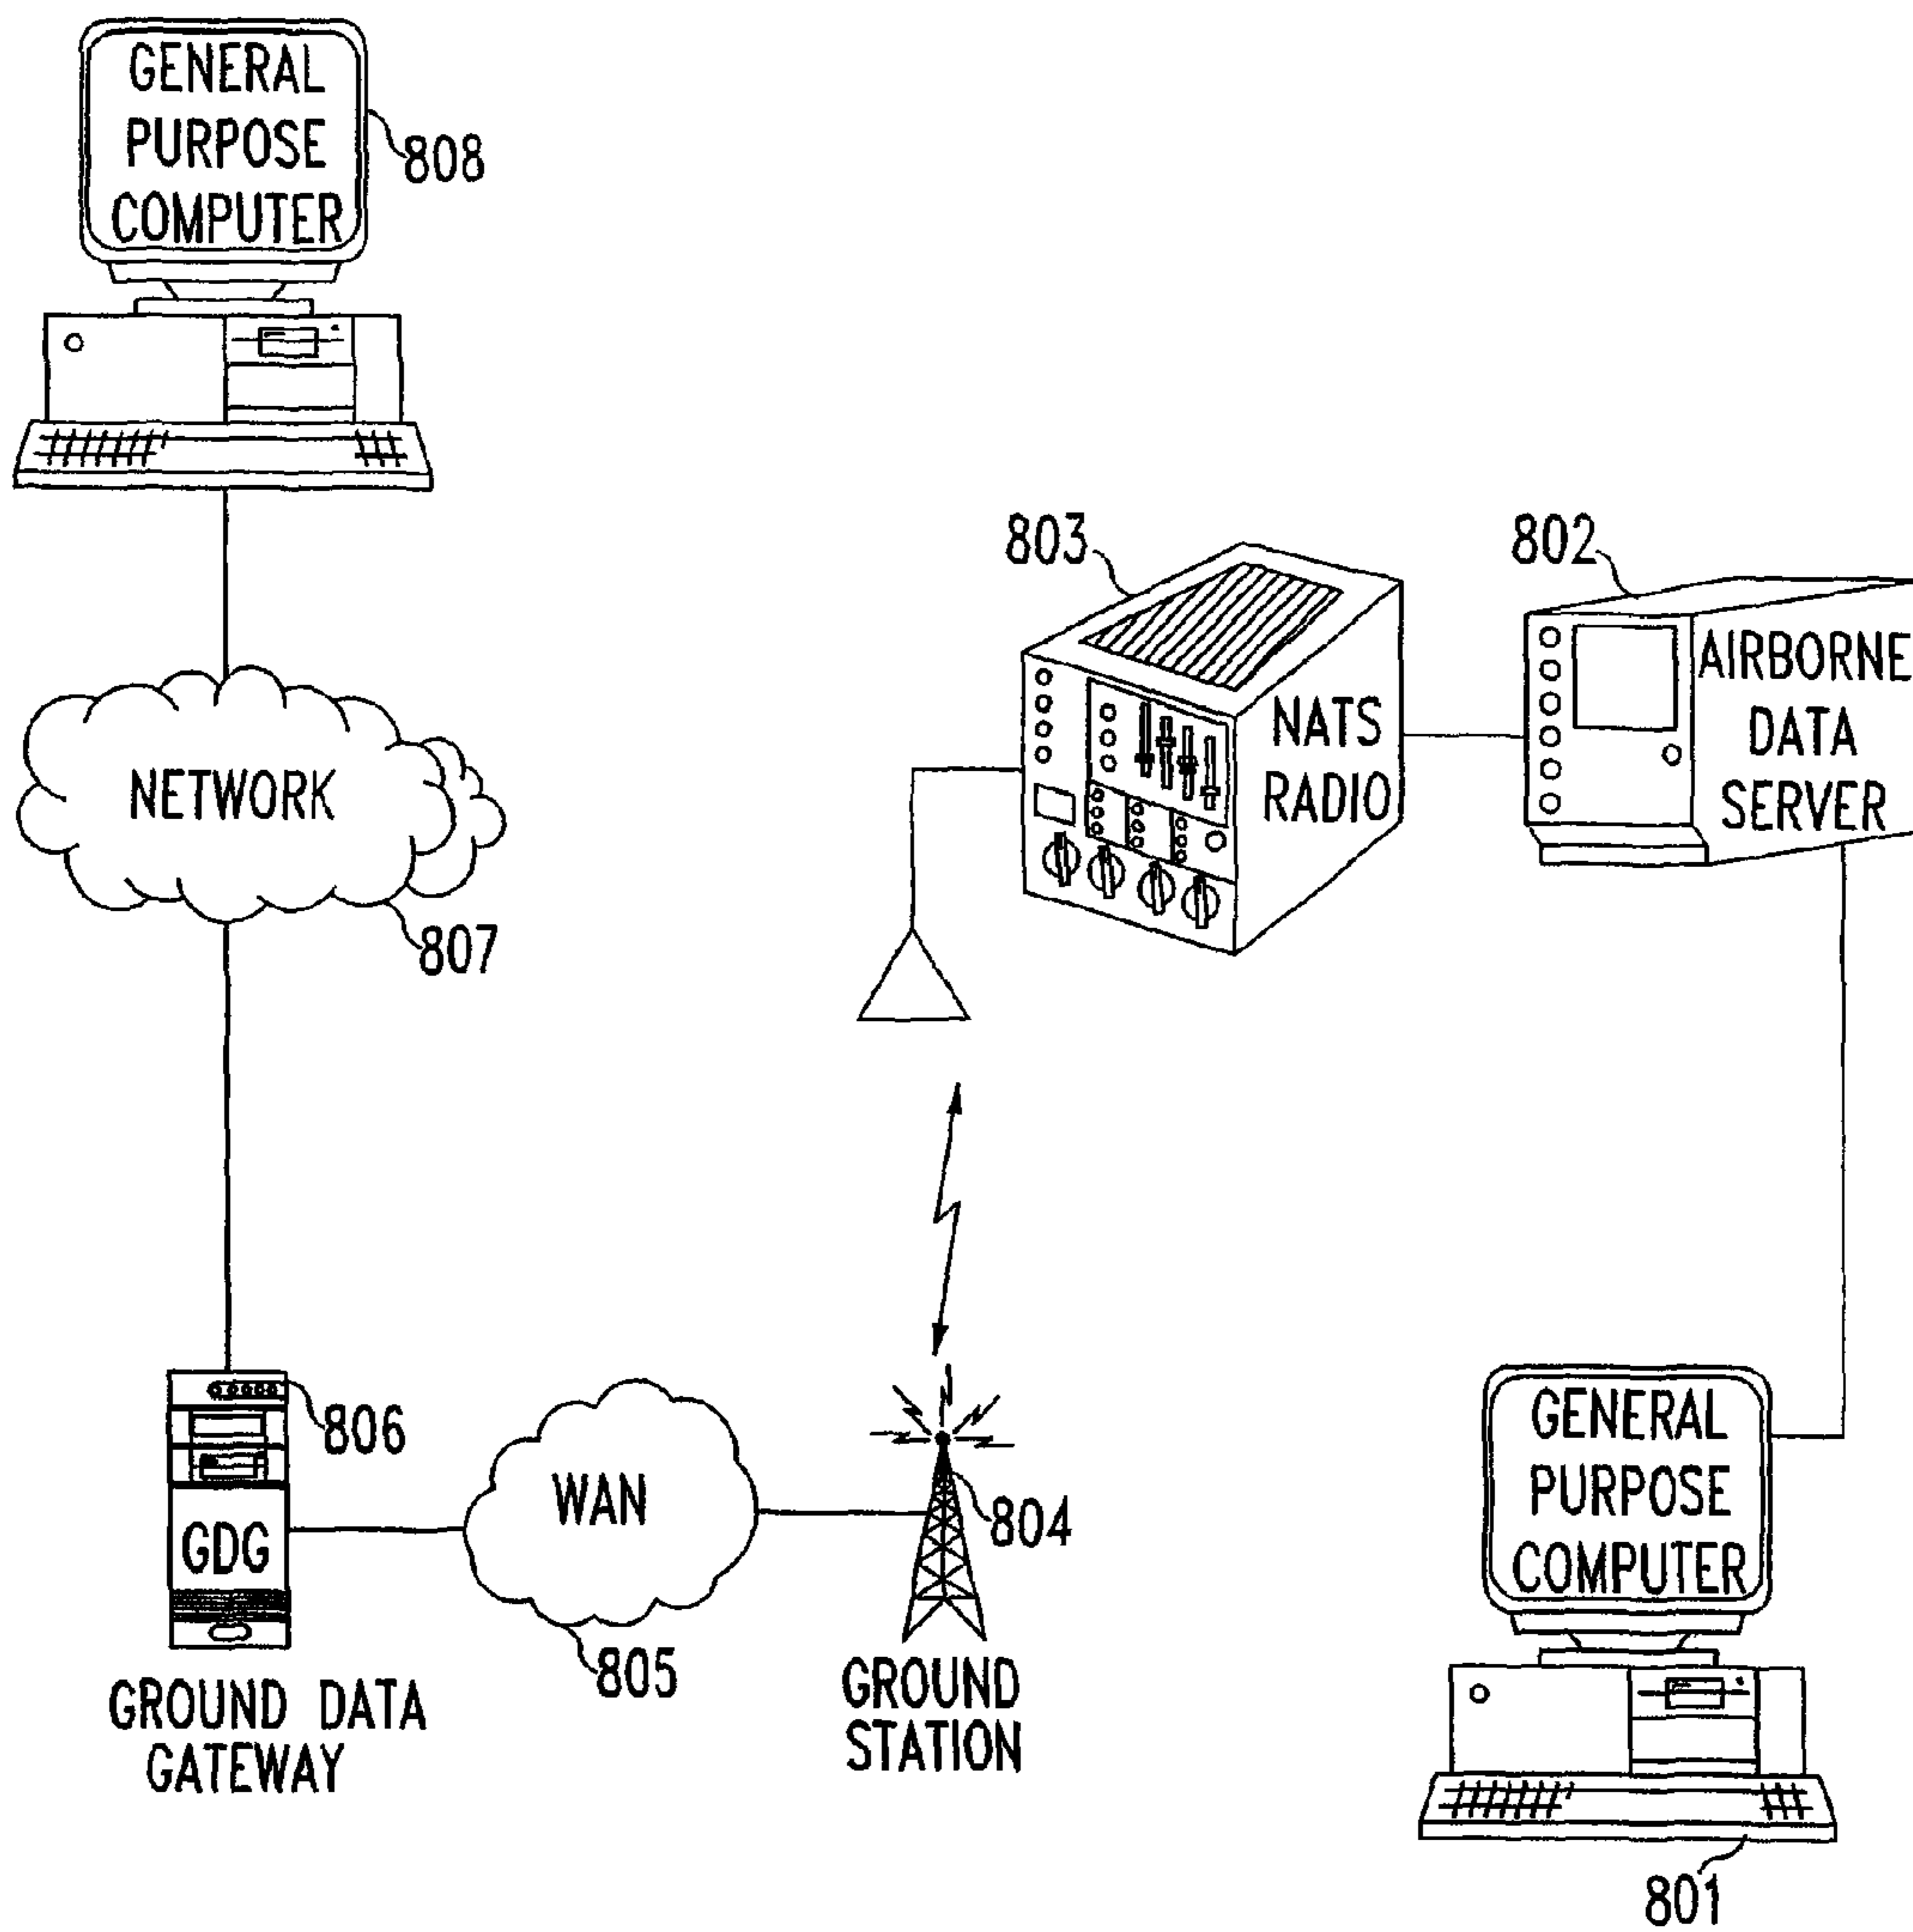 GENERAL
PURPOSE
COMPUTER
808
803
802
NATS
RADIO
AIRBORNE
DATA
SERVER
NETWORK
807
806
GDG
GROUND DATA
GATEWAY
WAN
805
804
GROUND
STATION
GENERAL
PURPOSE
COMPUTER
801